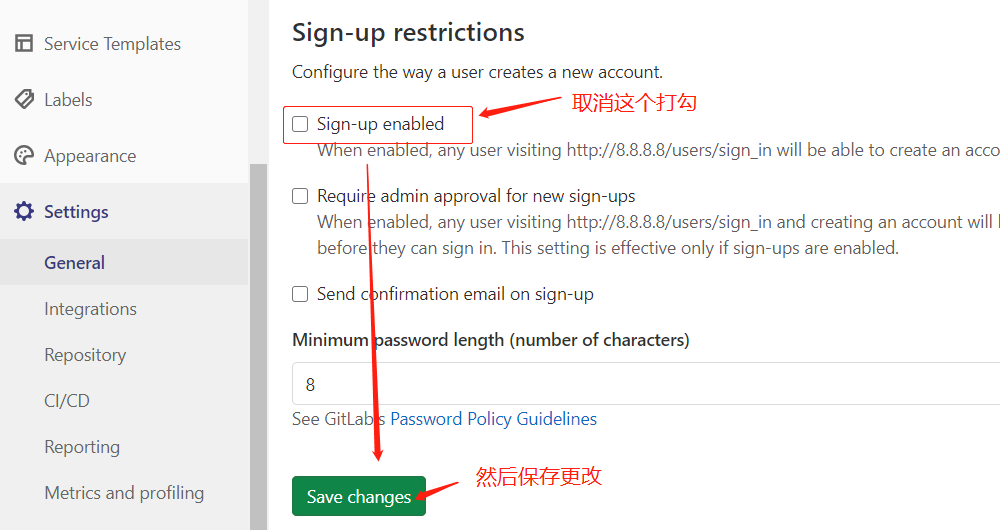 Service Templates
Labels
Appearance
Settings
General
Integrations
Repository
CI/CD
Reporting
Metrics and profiling
Sign-up restrictions
Configure the way a user creates a new account.
取消这个打勾
Sign-up enabled
When enabled, any user visiting http://8.8.8.8/users/sign_in will be able to create an acco
Require admin approval for new sign-ups
When enabled, any user visiting http://8.8.8.8/users/sign_in and creating an account will
before they can sign in. This setting is effective only if sign-ups are enabled.
Send confirmation email on sign-up
Minimum password length (number of characters)
8
See GitLab's Password Policy Guidelines
然后保存更改
Save changes